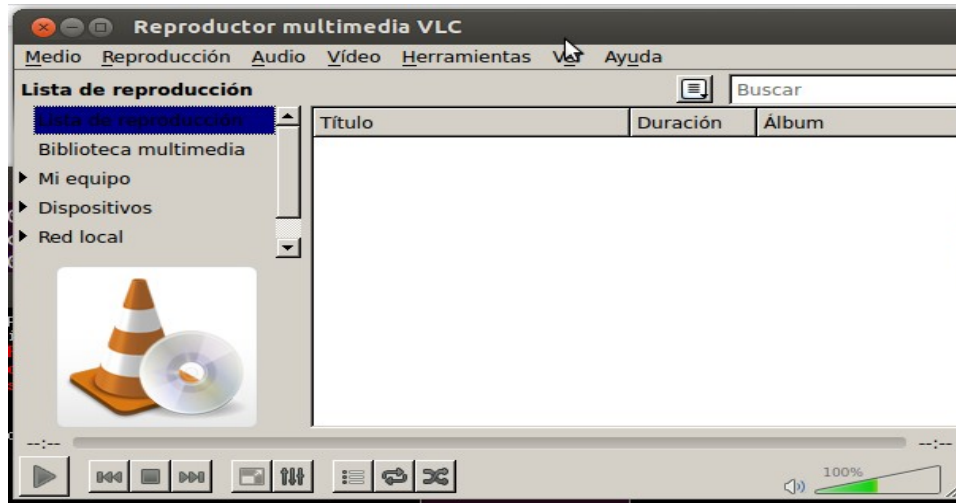 Reproductor multimedia VLC
Medio Reproducción Audio Vídeo Herramientas Ver Ayuda
Lista de reproducción
Buscar
Lista de reproducción
Título Duración Álbum
Biblioteca multimedia
Mi equipo
Dispositivos
Red local
--:-- --:--
100%